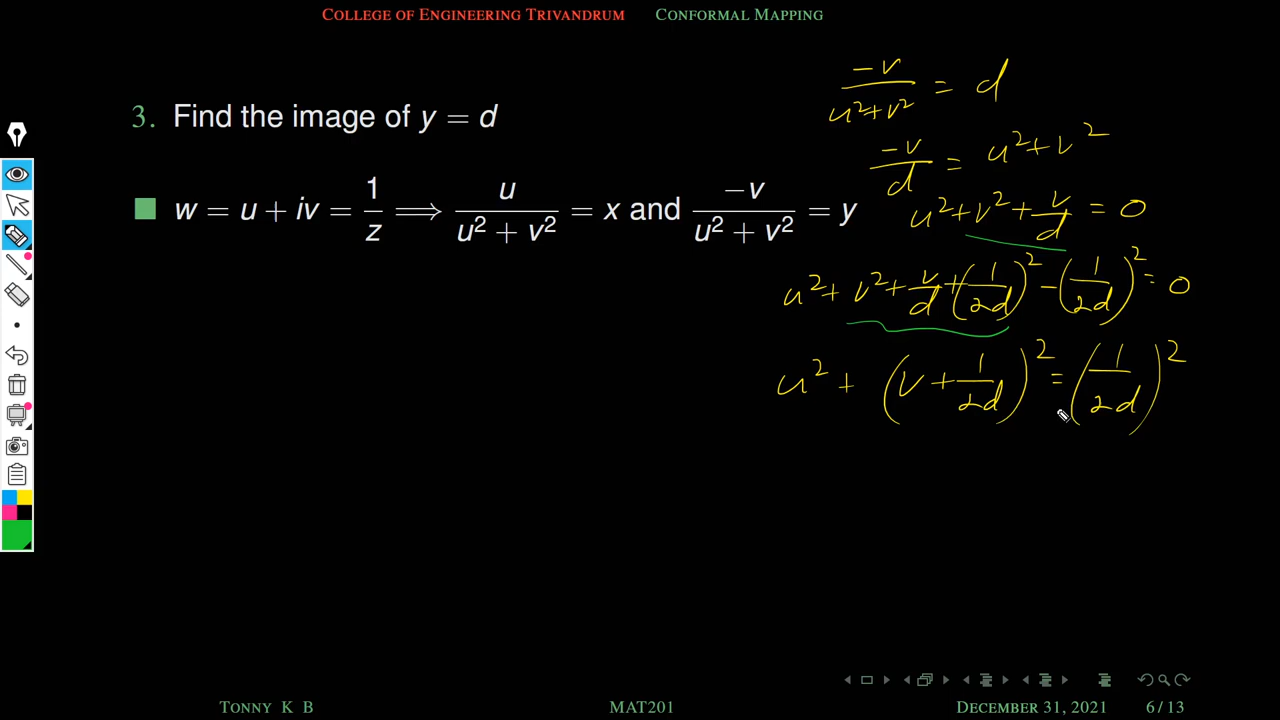 COLLEGE OF ENGINEERING TRIVANDRUM CONFORMAL MAPPING
3. Find the image of y = d
w = u + iv = 1/z ⟹ u/(u² + v²) = x and −v/(u² + v²) = y
−v/(u²+v²) = d
−v/d = u²+v²
u²+v²+v/d = 0
u²+v²+v/d+(1/2d)²−(1/2d)²=0
u²+(v+1/2d)²=(1/2d)²
TONNY K B MAT201 DECEMBER 31, 2021 6/13